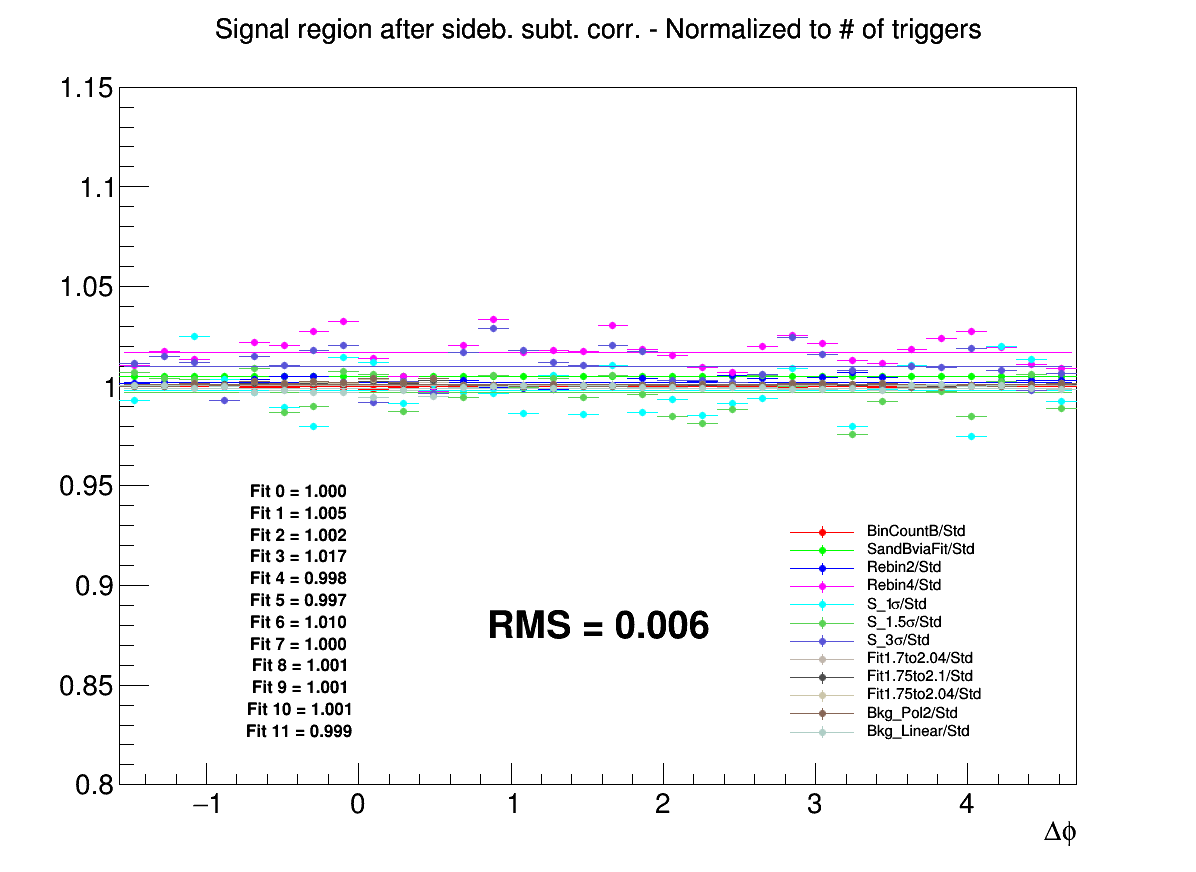 Signal region after sideb. subt. corr. - Normalized to # of triggers
1.15
1.1
1.05
1
0.95
0.9
0.85
0.8
Fit 0 = 1.000
Fit 1 = 1.005
Fit 2 = 1.002
Fit 3 = 1.017
Fit 4 = 0.998
Fit 5 = 0.997
Fit 6 = 1.010
Fit 7 = 1.000
Fit 8 = 1.001
Fit 9 = 1.001
Fit 10 = 1.001
Fit 11 = 0.999
RMS = 0.006
BinCountB/Std
SandBviaFit/Std
Rebin2/Std
Rebin4/Std
S_1σ/Std
S_1.5σ/Std
S_3σ/Std
Fit1.7to2.04/Std
Fit1.75to2.1/Std
Fit1.75to2.04/Std
Bkg_Pol2/Std
Bkg_Linear/Std
−1 0 1 2 3 4
Δϕ